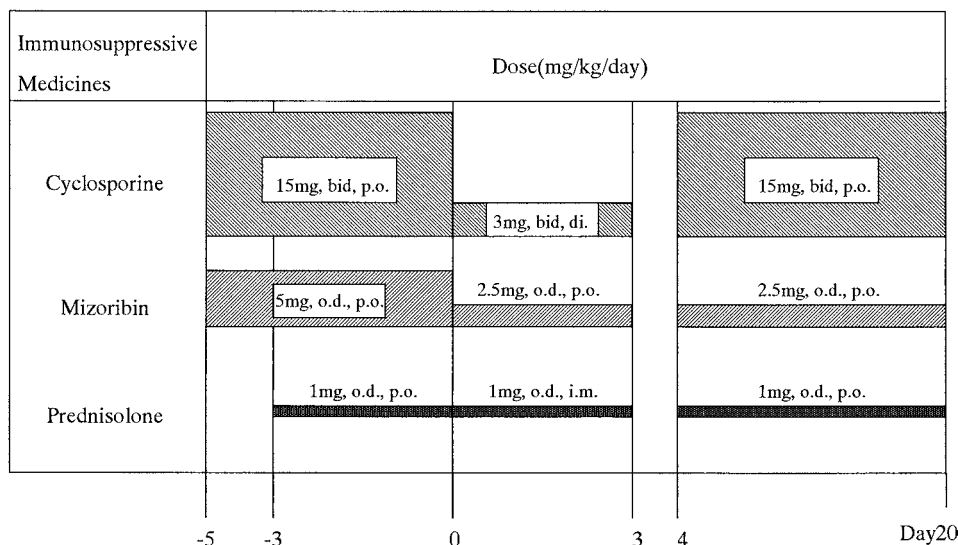 Immunosuppressive
Medicines
Dose(mg/kg/day)
Cyclosporine
15mg, bid, p.o.
3mg, bid, di.
15mg, bid, p.o.
Mizoribin
5mg, o.d., p.o.
2.5mg, o.d., p.o.
2.5mg, o.d., p.o.
Prednisolone
1mg, o.d., p.o.
1mg, o.d., i.m.
1mg, o.d., p.o.
-5 -3 0 3 4 Day20